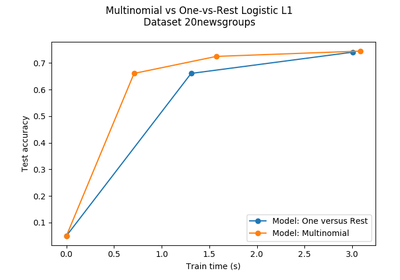 Multinomial vs One-vs-Rest Logistic L1
Dataset 20newsgroups
0.7
0.6
0.5
0.4
0.3
0.2
0.1
Test accuracy
Model: One versus Rest
Model: Multinomial
0.0 0.5 1.0 1.5 2.0 2.5 3.0
Train time (s)